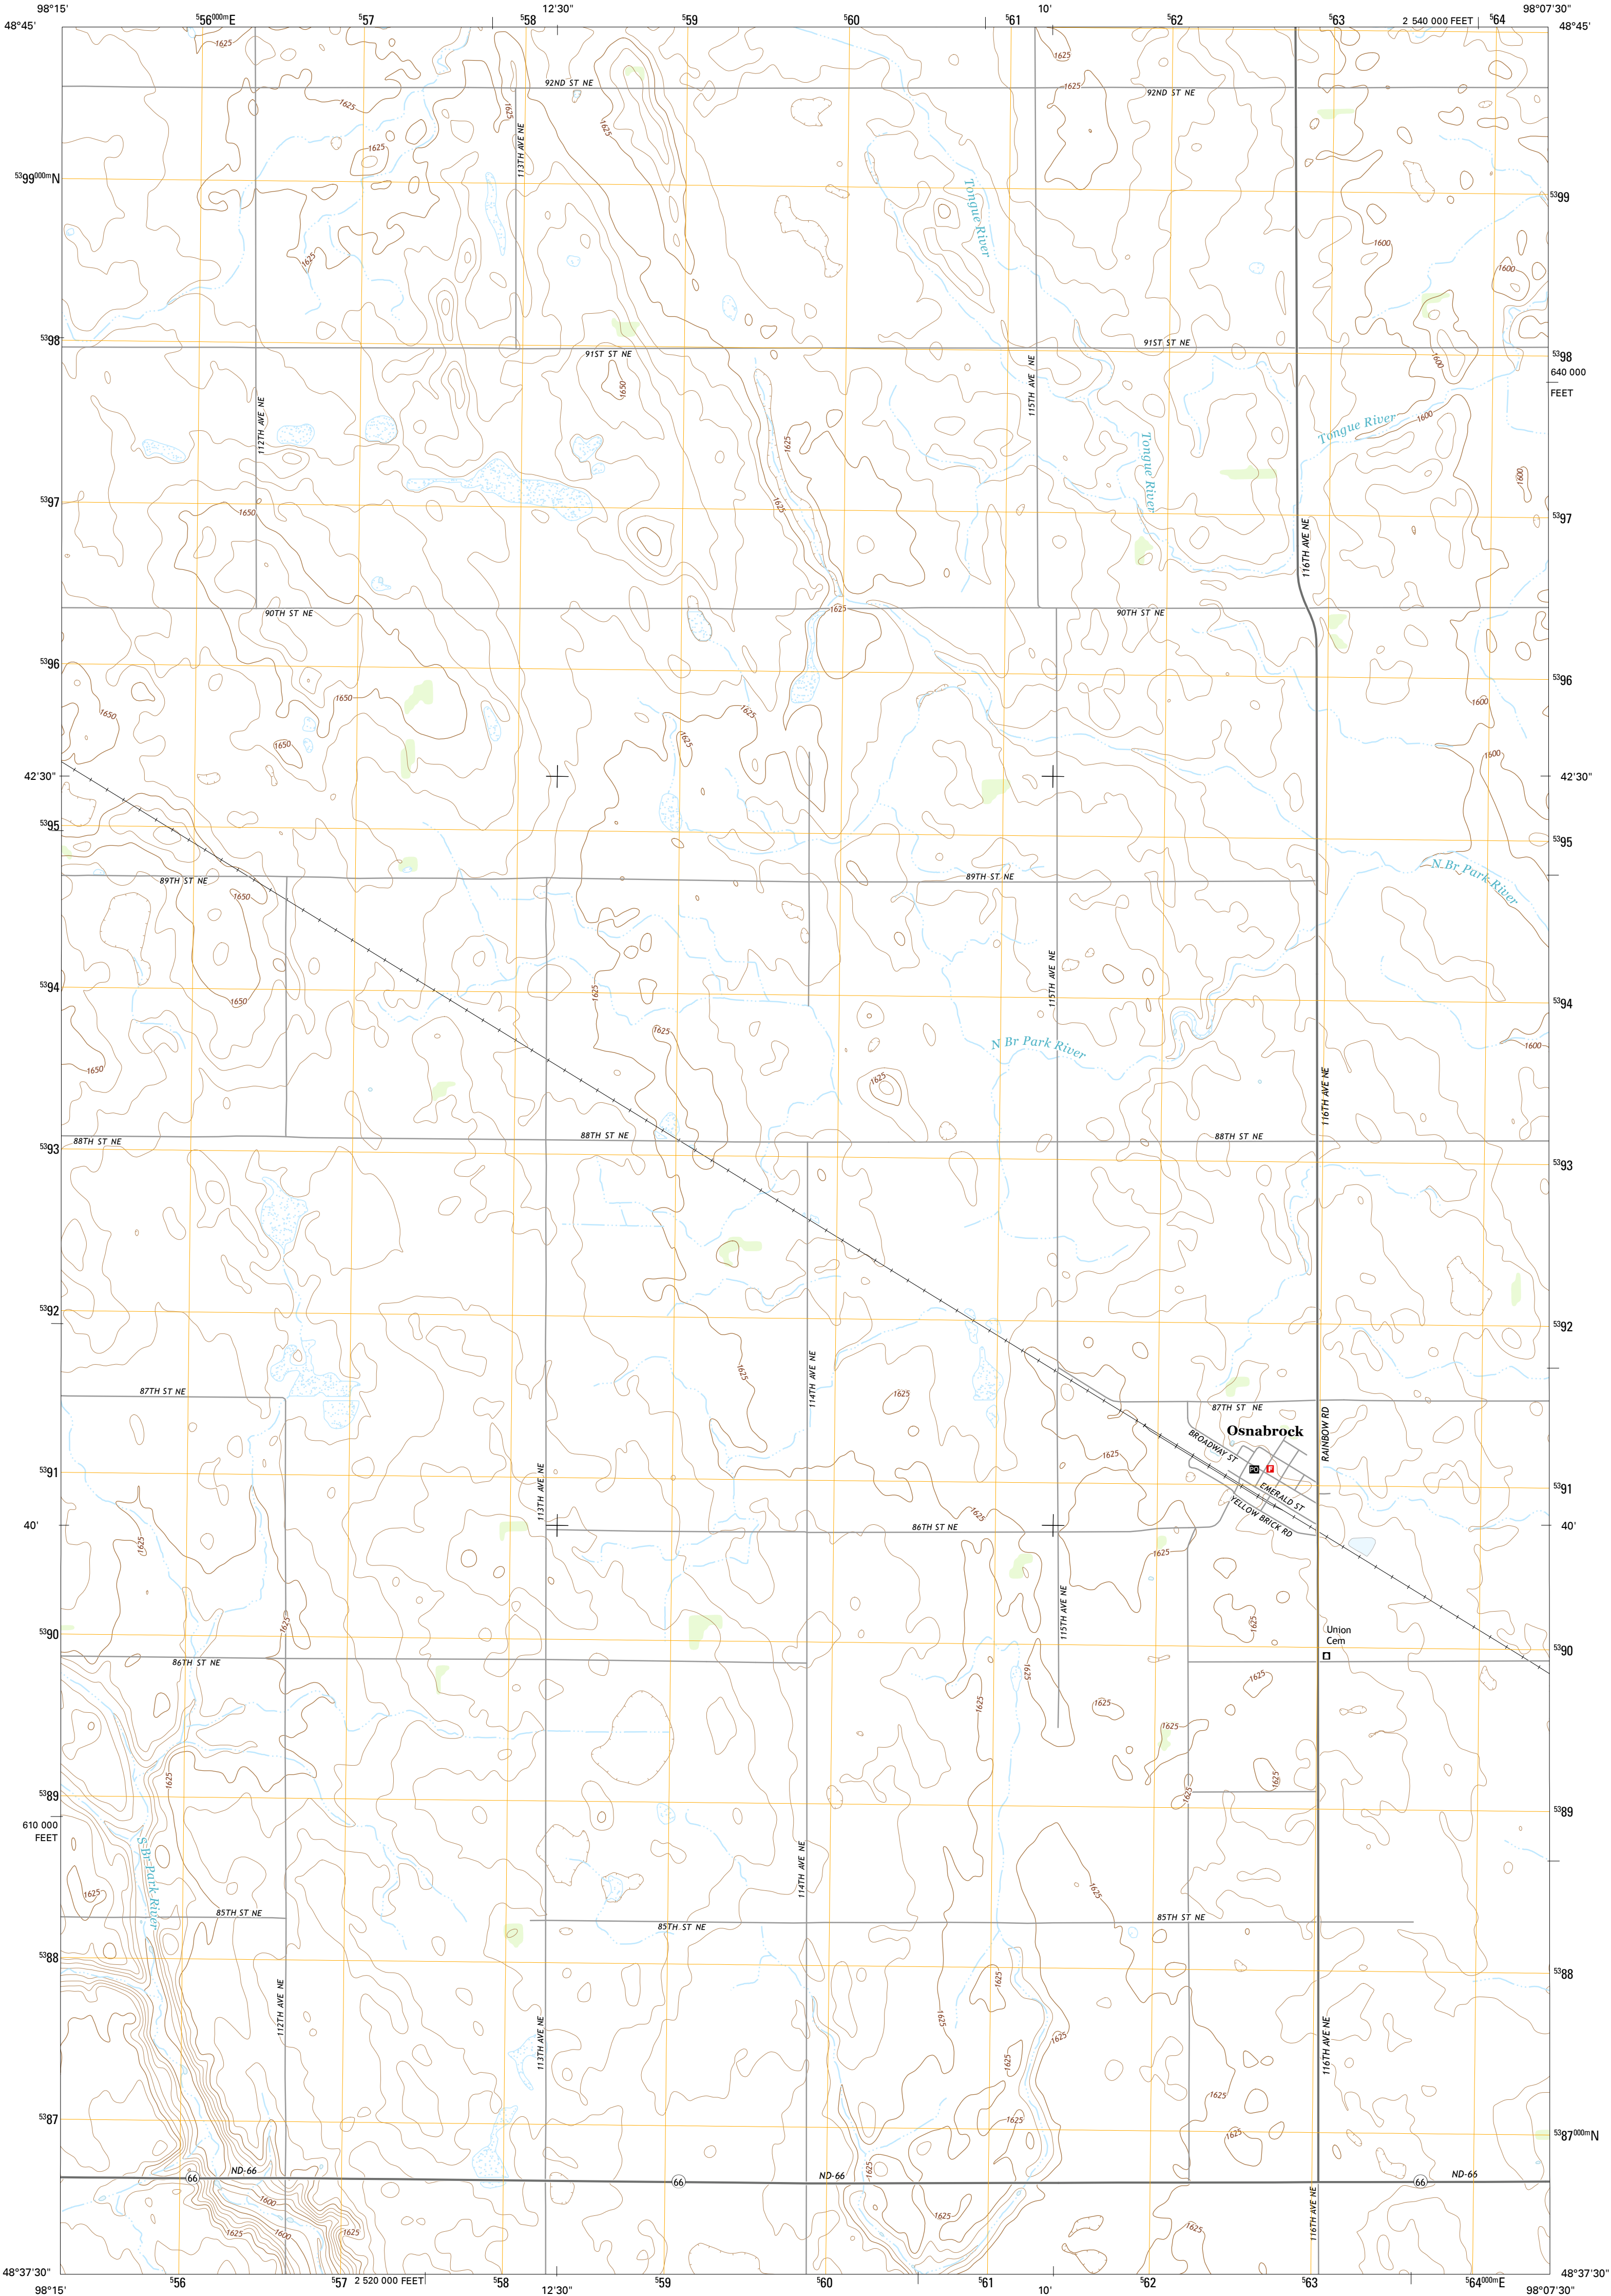 98°15'
⁵56⁰⁰⁰ᵐE
⁵57
⁵58
12'30"
⁵59
⁵60
⁵61
10'
⁵62
⁵63
2 540 000 FEET
⁵64
98°07'30"
48°45'
48°45'
1625
1625
92ND ST NE
92ND ST NE
1625
1625
1625
1625
1625
113TH AVE NE
⁵³99⁰⁰⁰ᵐN
⁵³99
Tongue River
1600
1625
1600
⁵³98
91ST ST NE
91ST ST NE
⁵³98
640 000
FEET
1600
1650
115TH AVE NE
112TH AVE NE
Tongue River
1600
Tongue River
1625
1600
⁵³97
1650
1625
⁵³97
116TH AVE NE
90TH ST NE
1625
90TH ST NE
⁵³96
⁵³96
1650
1650
1625
1600
1650
1625
1600
42'30"
42'30"
⁵³95
⁵³95
N Br Park River
89TH ST NE
89TH ST NE
1650
115TH AVE NE
⁵³94
1650
1625
⁵³94
1625
N Br Park River
1600
1650
1625
116TH AVE NE
⁵³93
88TH ST NE
88TH ST NE
88TH ST NE
⁵³93
⁵³92
⁵³92
1625
114TH AVE NE
87TH ST NE
1625
87TH ST NE
RAINBOW RD
Osnabrock
BROADWAY ST
1625
PO
F
⁵³91
113TH AVE NE
EMERALD ST
⁵³91
1625
YELLOW BRICK RD
40'
86TH ST NE
40'
1625
1625
115TH AVE NE
1625
1625
⁵³90
Union
Cem
⁵³90
86TH ST NE
1625
1625
1625
1625
1625
1625
1625
1625
⁵³89
⁵³89
610 000
FEET
S Br Park River
114TH AVE NE
1625
1625
85TH ST NE
85TH ST NE
85TH ST NE
⁵³88
⁵³88
1625
112TH AVE NE
1625
113TH AVE NE
1625
1625
116TH AVE NE
1625
⁵³87
1625
1625
⁵³87⁰⁰⁰ᵐN
66
ND-66
66
ND-66
1625
66
ND-66
1600
1625
1600
1625
1625
1625
116TH AVE NE
48°37'30"
48°37'30"
98°15'
⁵56
⁵57
2 520 000 FEET
⁵58
12'30"
⁵59
⁵60
⁵61
10'
⁵62
⁵63
⁵64⁰⁰⁰ᵐE
98°07'30"